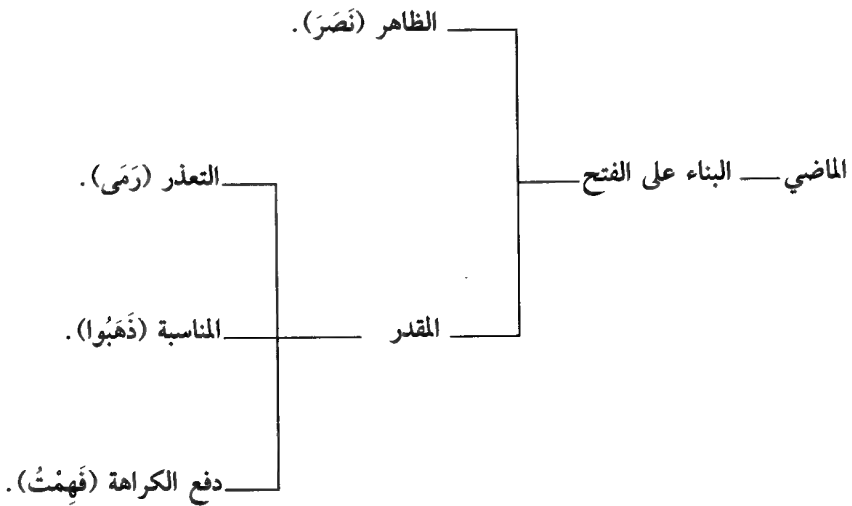 الظاهر (نَصَرَ).
الماضي — البناء على الفتح
التعذر (رَمَى).
المقدر
المناسبة (ذَهَبُوا).
دفع الكراهة (فَهِمْتُ).